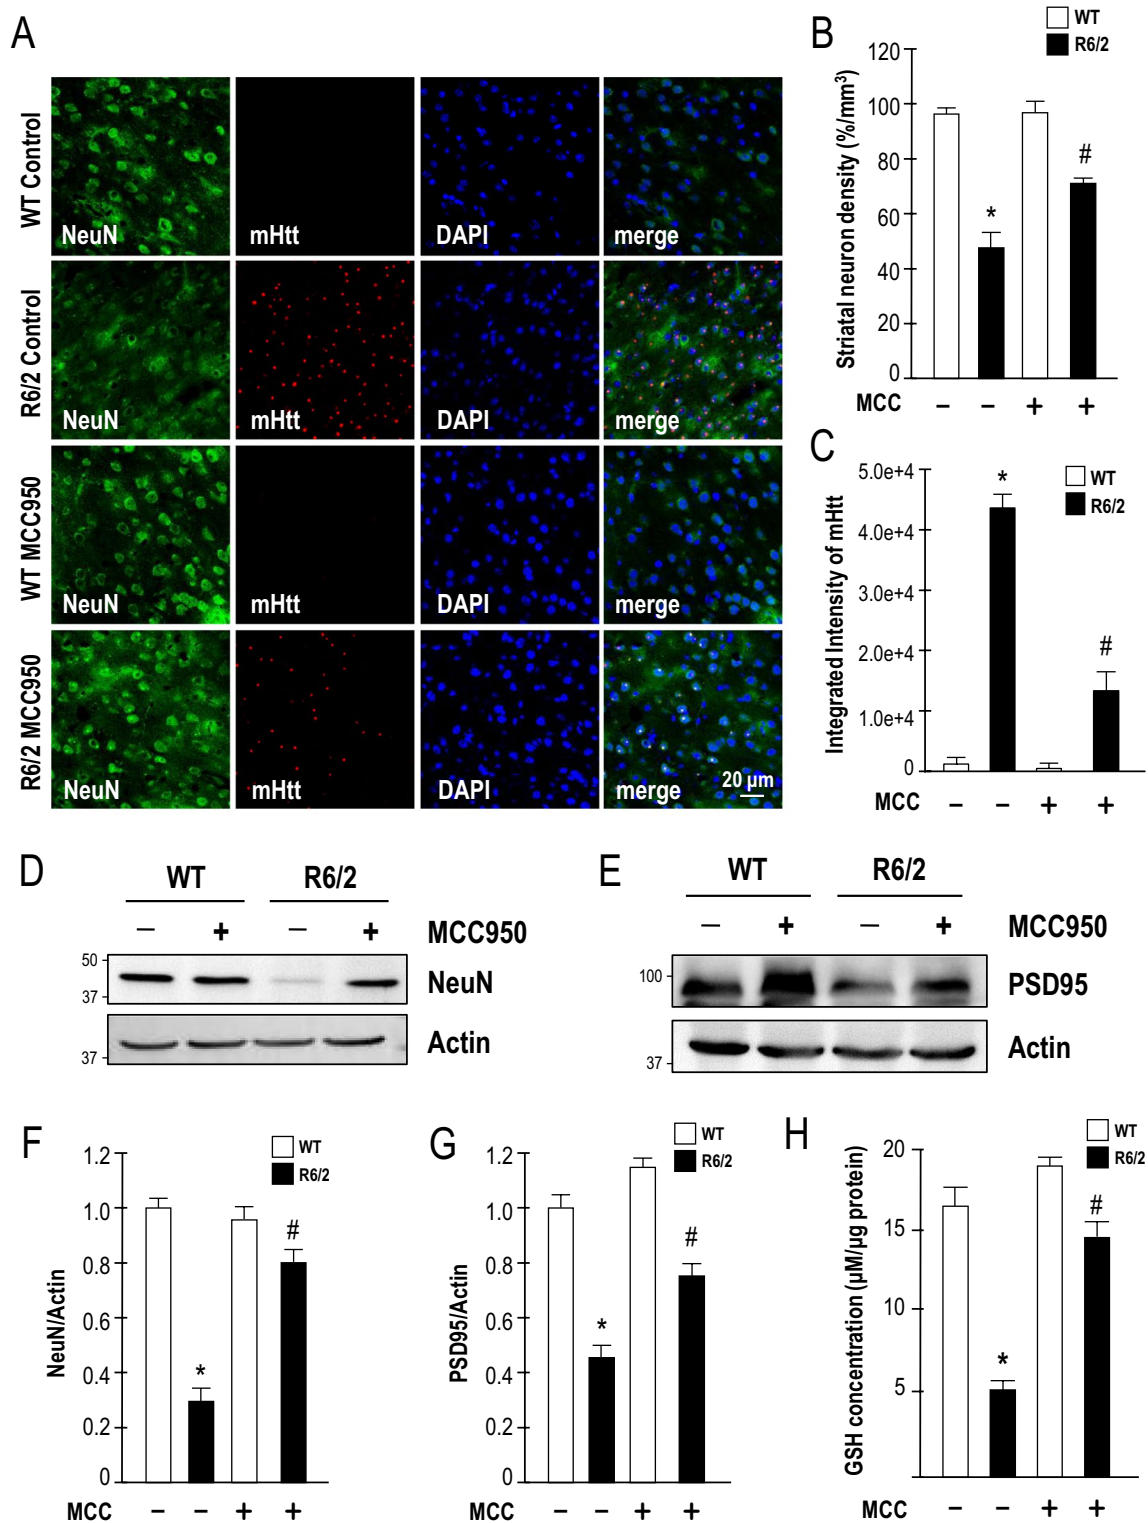 A
WT Control
NeuN
mHtt
DAPI
merge
R6/2 Control
NeuN
mHtt
DAPI
merge
WT MCC950
NeuN
mHtt
DAPI
merge
R6/2 MCC950
NeuN
mHtt
DAPI
merge
20 µm
B
WT
R6/2
Striatal neuron density (%/mm³)
120
100
80
60
40
20
0
*
#
MCC − − + +
C
WT
R6/2
Integrated Intensity of mHtt
5.0e+4
4.0e+4
3.0e+4
2.0e+4
1.0e+4
0
*
#
MCC − − + +
D
WT R6/2
− + − + MCC950
50
37
NeuN
37
Actin
E
WT R6/2
− + − + MCC950
100
PSD95
37
Actin
F
WT
R6/2
NeuN/Actin
1.2
1.0
0.8
0.6
0.4
0.2
0
*
#
MCC − − + +
G
WT
R6/2
PSD95/Actin
1.2
1.0
0.8
0.6
0.4
0.2
0
*
#
MCC − − + +
H
WT
R6/2
GSH concentration (µM/µg protein)
20
15
10
5
*
#
MCC − − + +